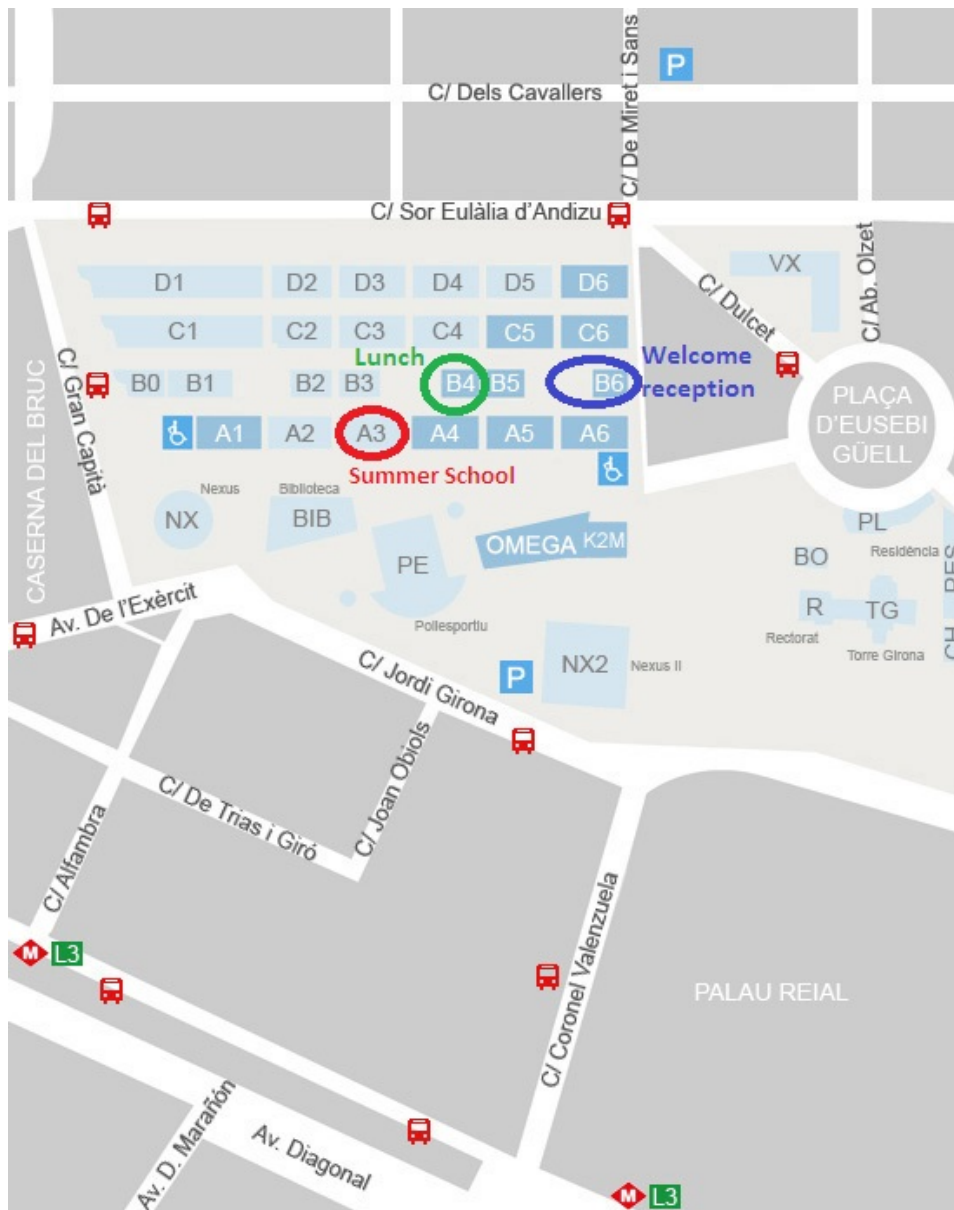 C/ Dels Cavallers
C/ De Miret i Sans
P
C/ Sor Eulàlia d'Andizu
D1 D2 D3 D4 D5 D6
VX
C/ Ab. Olzet
C/ Dulcet
C1 C2 C3 C4 C5 C6
Lunch
Welcome
reception
C/ Gran Capità
B0 B1 B2 B3 B4 B5 B6
PLAÇA
D'EUSEBI
GÜELL
CASERNA DEL BRUC
A1 A2 A3 A4 A5 A6
Summer School
Nexus
NX
Biblioteca
BIB
PE
Poliesportiu
OMEGA K2M
PL
Residència
BO
R
TG
Rectorat
Torre Girona
CH RES
Av. De l'Exèrcit
C/ Jordi Girona
P
NX2
Nexus II
C/ Joan Obiols
C/ De Trias i Giró
C/ Alfambra
C/ Coronel Valenzuela
M L3
PALAU REIAL
Av. D. Marañón
Av. Diagonal
M L3